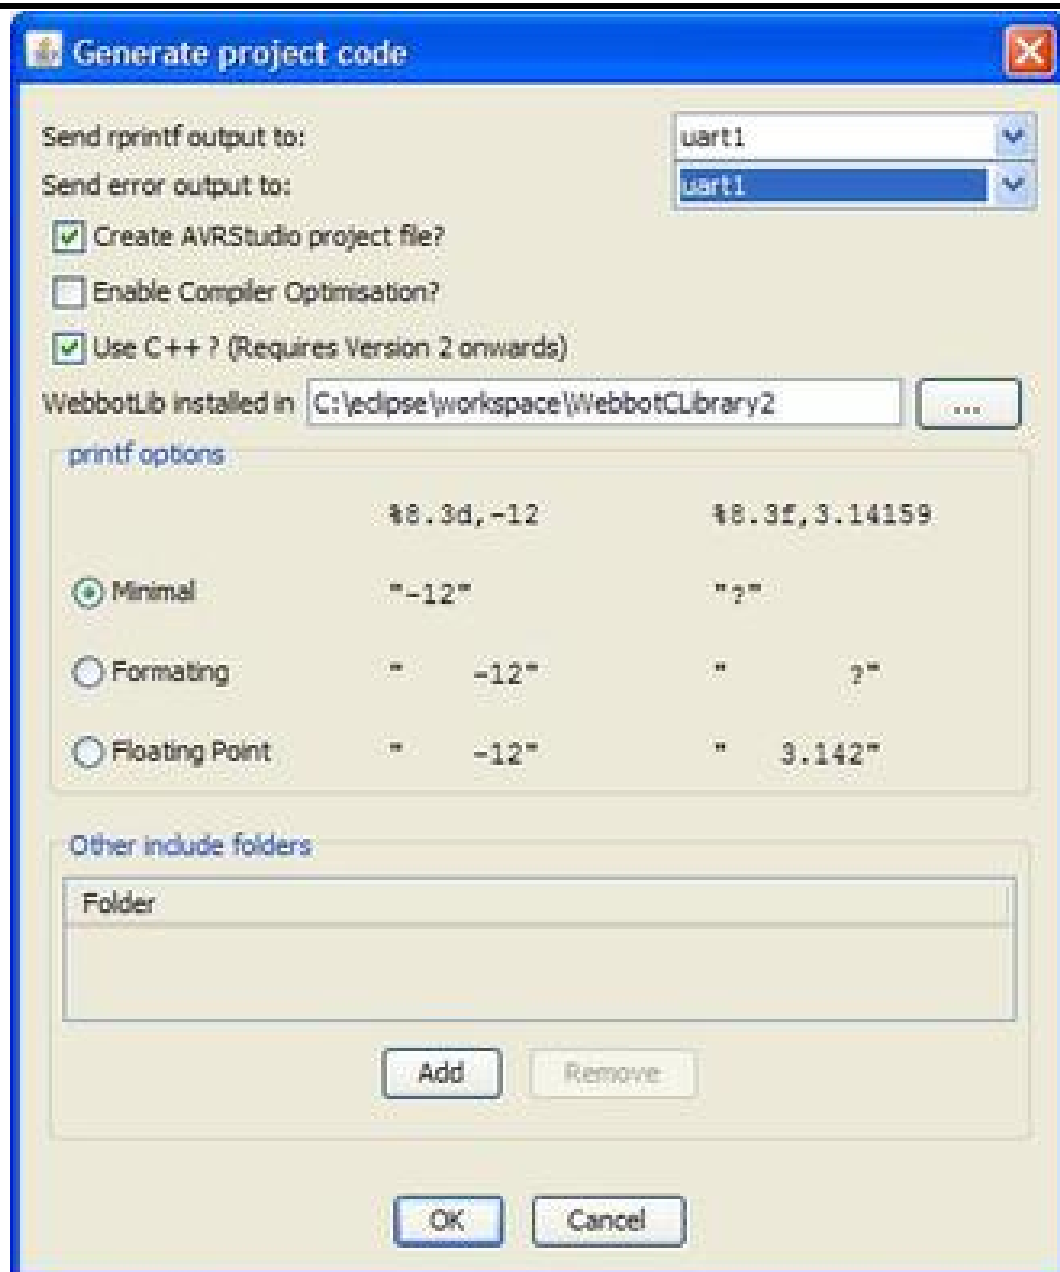 Generate project code
Send rprintf output to: uart1
Send error output to: uart1
Create AVRStudio project file?
Enable Compiler Optimisation?
Use C++ ? (Requires Version 2 onwards)
WebbotLib installed in C:\eclipse\workspace\WebbotCLibrary2 ...
printf options
%8.3d,-12 %8.3f,3.14159
Minimal "-12" "?"
Formating "     -12" "       ?"
Floating Point "     -12" "   3.142"
Other include folders
Folder
Add Remove
OK Cancel